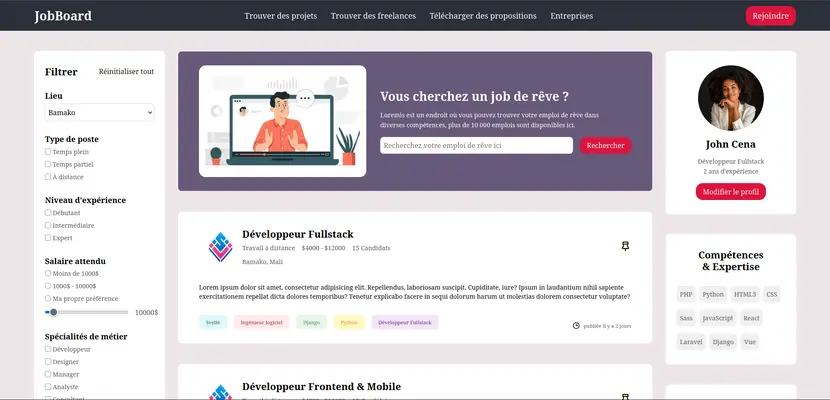 JobBoard
Trouver des projets
Trouver des freelances
Télécharger des propositions
Entreprises
Rejoindre
Filtrer
Réinitialiser tout
Lieu
Bamako
Type de poste
Temps plein
Temps partiel
À distance
Niveau d'expérience
Débutant
Intermédiaire
Expert
Salaire attendu
Moins de 1000$
1000$ - 10000$
Ma propre préférence
10000$
Spécialités de métier
Développeur
Designer
Manager
Analyste
Consultant
Vous cherchez un job de rêve ?
Loremis est un endroit où vous pouvez trouver votre emploi de rêve dans
diverses compétences, plus de 10 000 emplois sont disponibles ici.
Recherchez votre emploi de rêve ici
Rechercher
Développeur Fullstack
Travail à distance $4000 - $12000 15 Candidats
Bamako, Mali
Lorem ipsum dolor sit amet, consectetur adipisicing elit. Repellendus, laboriosam suscipit. Cupiditate, iure? Ipsum in laudantium nihil sapiente
exercitationem repellat dicta dolores temporibus? Tenetur explicabo facere in sequi dolorum harum ut molestias dolorem consectetur voluptate?
Svelte
Ingénieur logiciel
Django
Python
Développeur Fullstack
publiée il y a 2 jours
Développeur Frontend & Mobile
John Cena
Développeur Fullstack
2 ans d'expérience
Modifier le profil
Compétences
& Expertise
PHP
Python
HTML5
CSS
Sass
JavaScript
React
Laravel
Django
Vue